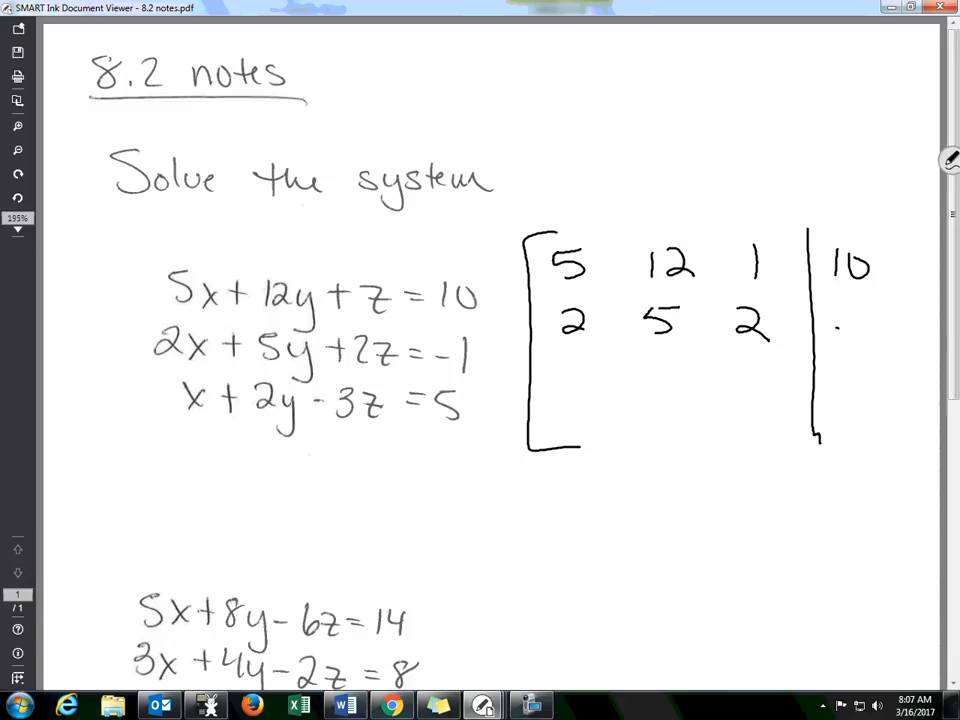 SMART Ink Document Viewer - 8.2 notes.pdf
8.2 notes
Solve the system
5 12 1 | 10
5x + 12y + z = 10
2 5 2 |
2x + 5y + 2z = -1
x + 2y - 3z = 5
195%
1
/ 1
5x + 8y - 6z = 14
3x + 4y - 2z = 8
8:07 AM
3/16/2017